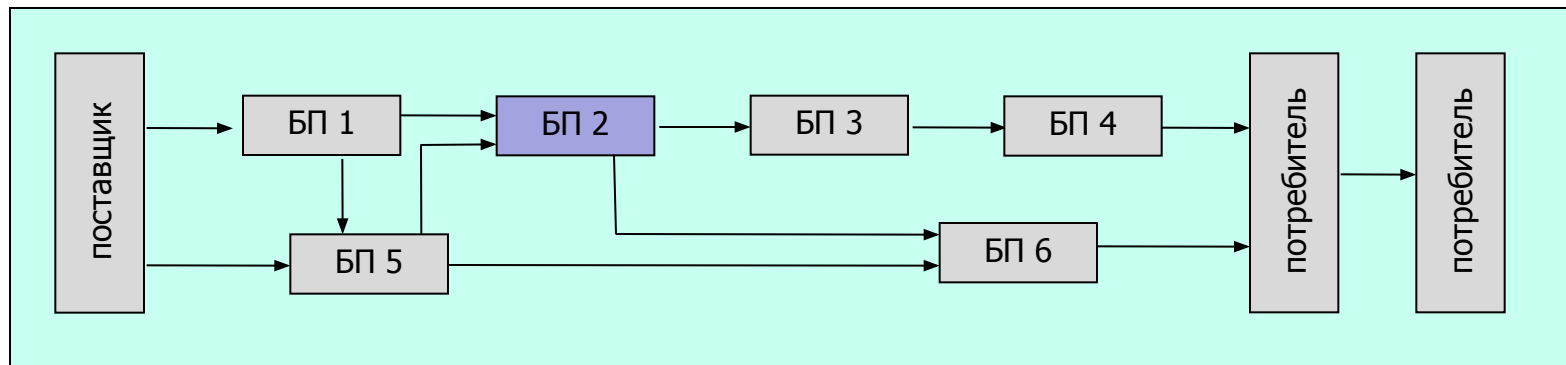 поставщик
БП 1
БП 2
БП 3
БП 4
БП 5
БП 6
потребитель
потребитель